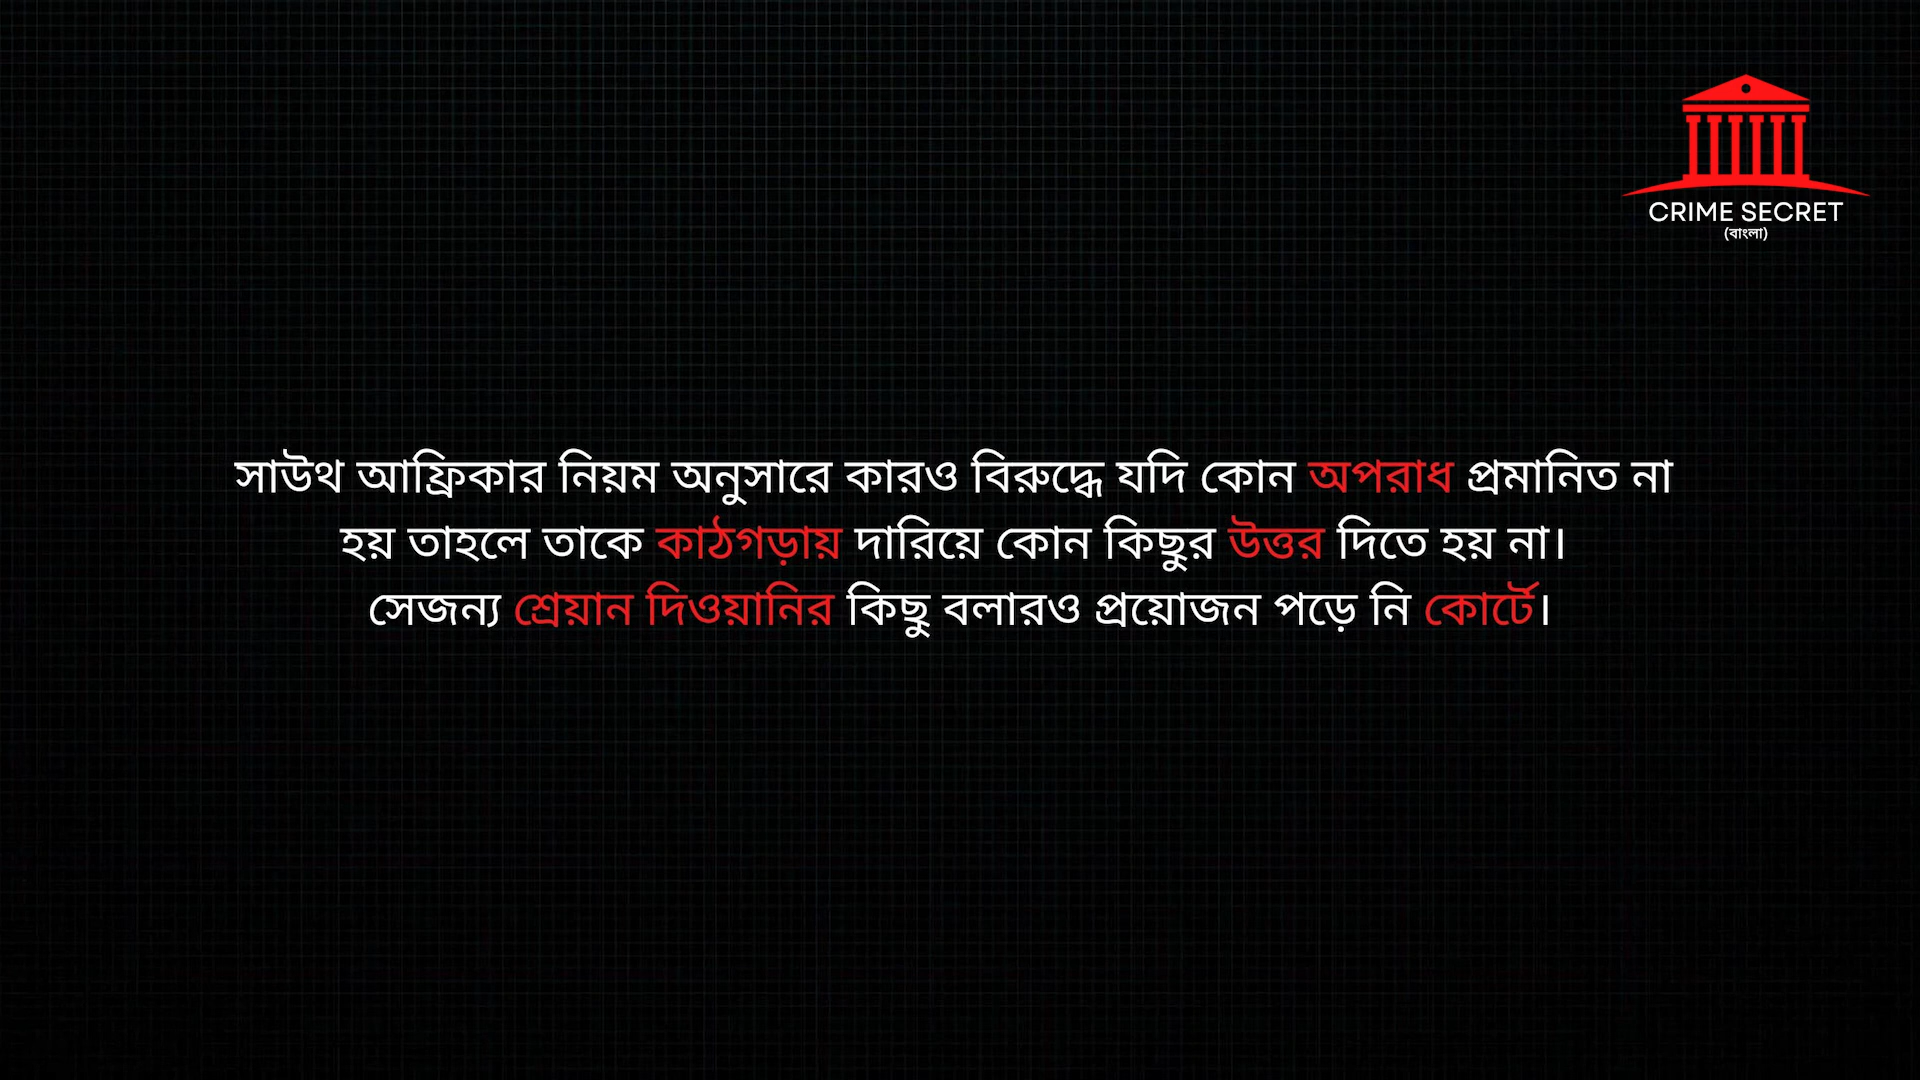 CRIME SECRET
(বাংলা)
সাউথ আফ্রিকার নিয়ম অনুসারে কারও বিরুদ্ধে যদি কোন অপরাধ প্রমানিত না
হয় তাহলে তাকে কাঠগড়ায় দারিয়ে কোন কিছুর উত্তর দিতে হয় না।
সেজন্য শ্রেয়ান দিওয়ানির কিছু বলারও প্রয়োজন পড়ে নি কোর্টে।